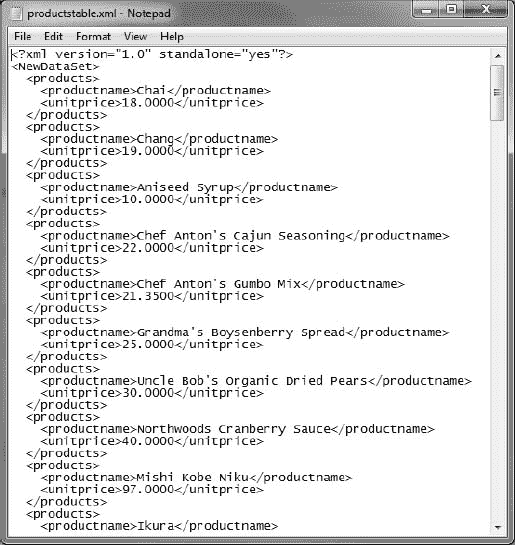 productstable.xml - Notepad
File Edit Format View Help
<?xml version="1.0" standalone="yes"?>
<NewDataSet>
  <products>
    <productname>Chai</productname>
    <unitprice>18.0000</unitprice>
  </products>
  <products>
    <productname>Chang</productname>
    <unitprice>19.0000</unitprice>
  </products>
  <products>
    <productname>Aniseed Syrup</productname>
    <unitprice>10.0000</unitprice>
  </products>
  <products>
    <productname>Chef Anton's Cajun Seasoning</productname>
    <unitprice>22.0000</unitprice>
  </products>
  <products>
    <productname>Chef Anton's Gumbo Mix</productname>
    <unitprice>21.3500</unitprice>
  </products>
  <products>
    <productname>Grandma's Boysenberry Spread</productname>
    <unitprice>25.0000</unitprice>
  </products>
  <products>
    <productname>Uncle Bob's Organic Dried Pears</productname>
    <unitprice>30.0000</unitprice>
  </products>
  <products>
    <productname>Northwoods Cranberry Sauce</productname>
    <unitprice>40.0000</unitprice>
  </products>
  <products>
    <productname>Mishi Kobe Niku</productname>
    <unitprice>97.0000</unitprice>
  </products>
  <products>
    <productname>Ikura</productname>